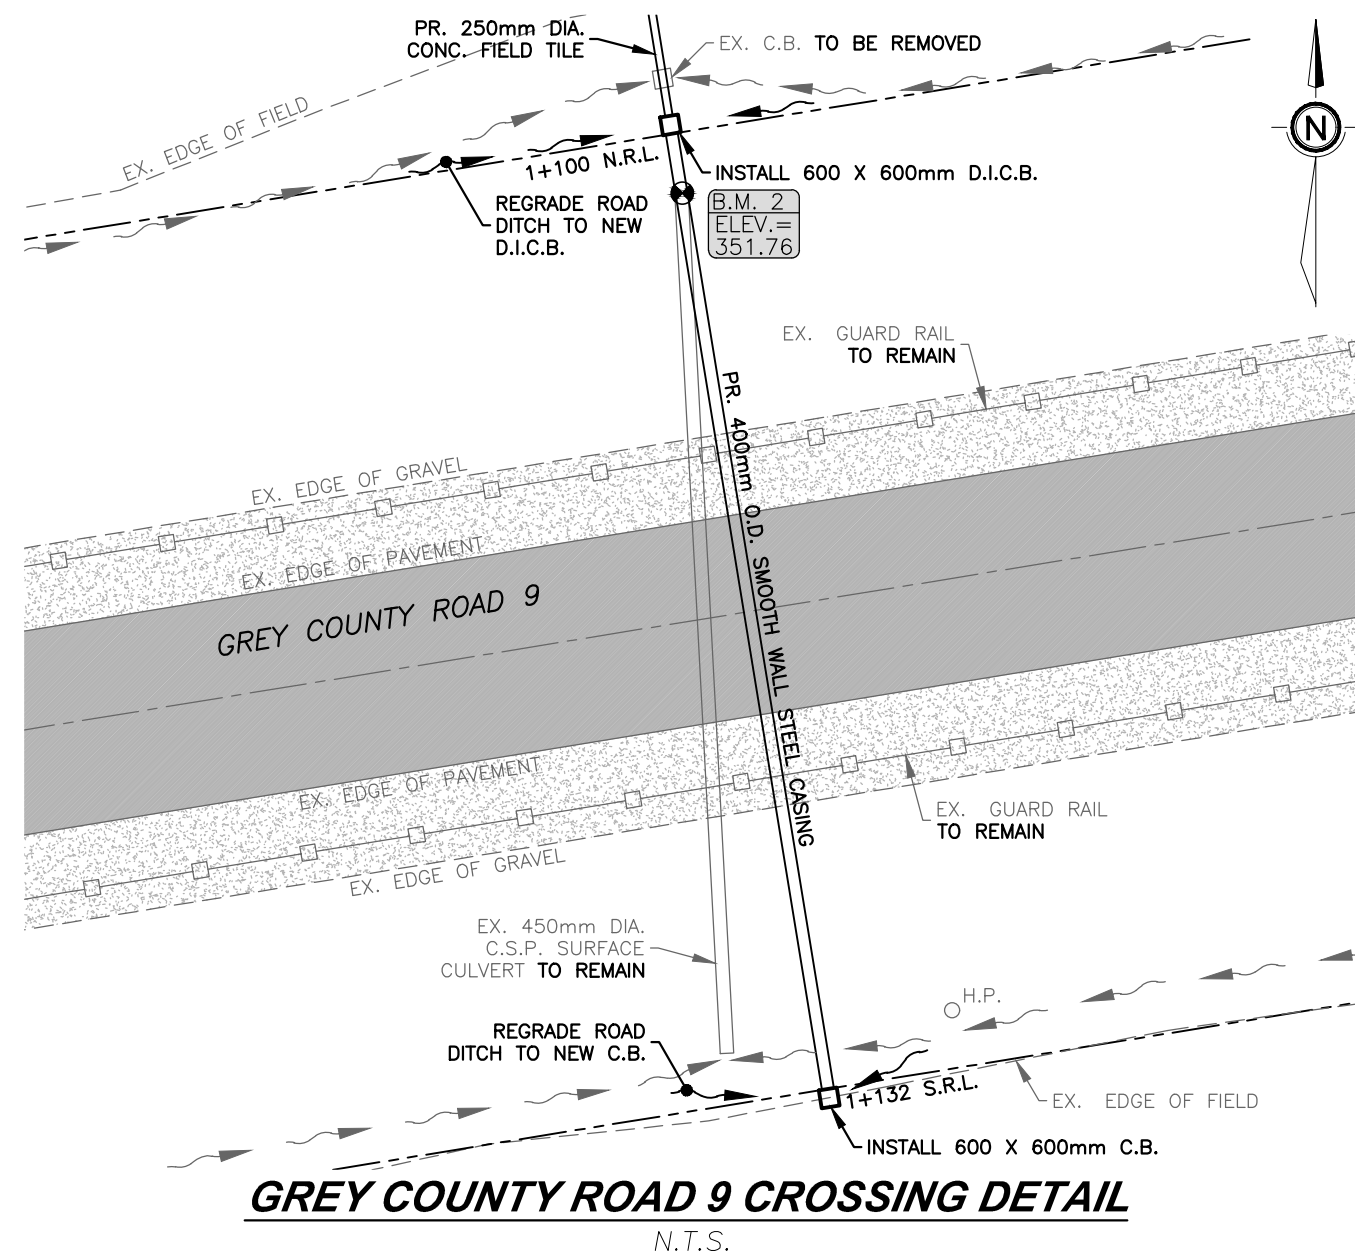 PR. 250mm DIA.
CONC. FIELD TILE
EX. C.B. TO BE REMOVED
EX. EDGE OF FIELD
N
1+100 N.R.L.
INSTALL 600 X 600mm D.I.C.B.
REGRADE ROAD
DITCH TO NEW
D.I.C.B.
B.M. 2
ELEV.=
351.76
EX. GUARD RAIL
TO REMAIN
PR. 400mm O.D. SMOOTH WALL STEEL CASING
EX. EDGE OF GRAVEL
EX. EDGE OF PAVEMENT
GREY COUNTY ROAD 9
EX. EDGE OF PAVEMENT
EX. GUARD RAIL
TO REMAIN
EX. EDGE OF GRAVEL
EX. 450mm DIA.
C.S.P. SURFACE
CULVERT TO REMAIN
H.P.
REGRADE ROAD
DITCH TO NEW C.B.
1+132 S.R.L.
EX. EDGE OF FIELD
INSTALL 600 X 600mm C.B.
GREY COUNTY ROAD 9 CROSSING DETAIL
N.T.S.